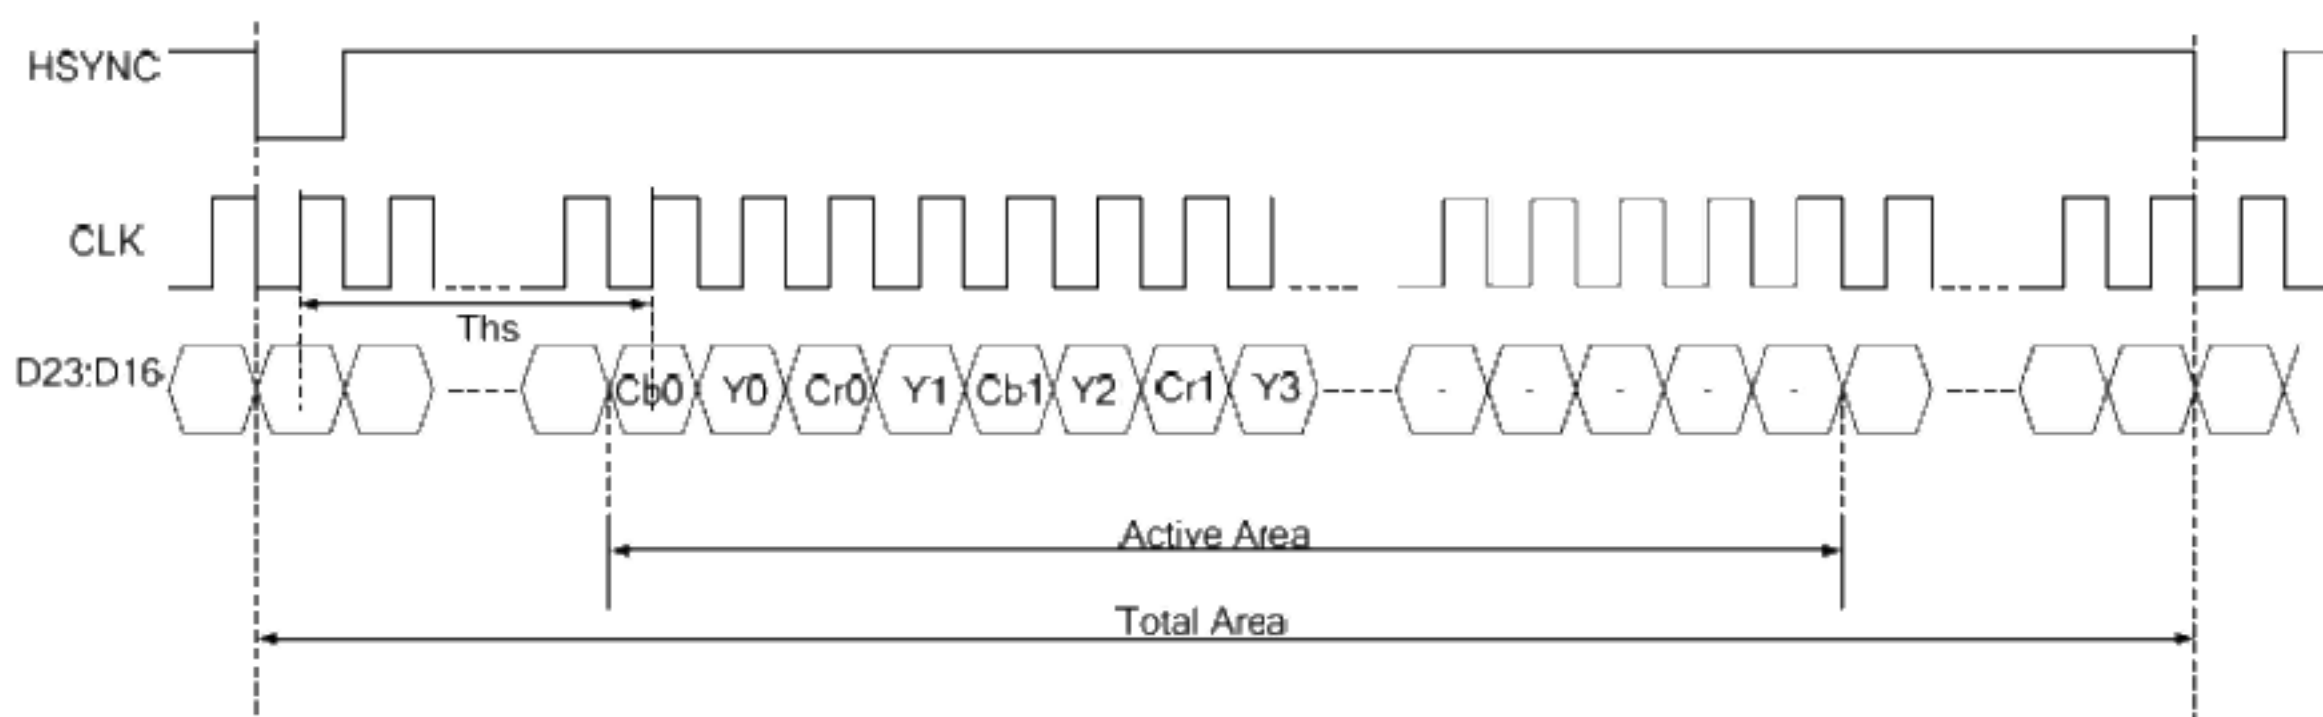 HSYNC
CLK
Ths
D23:D16
Cb0 Y0 Cr0 Y1 Cb1 Y2 Cr1 Y3 - - - - -
Active Area
Total Area